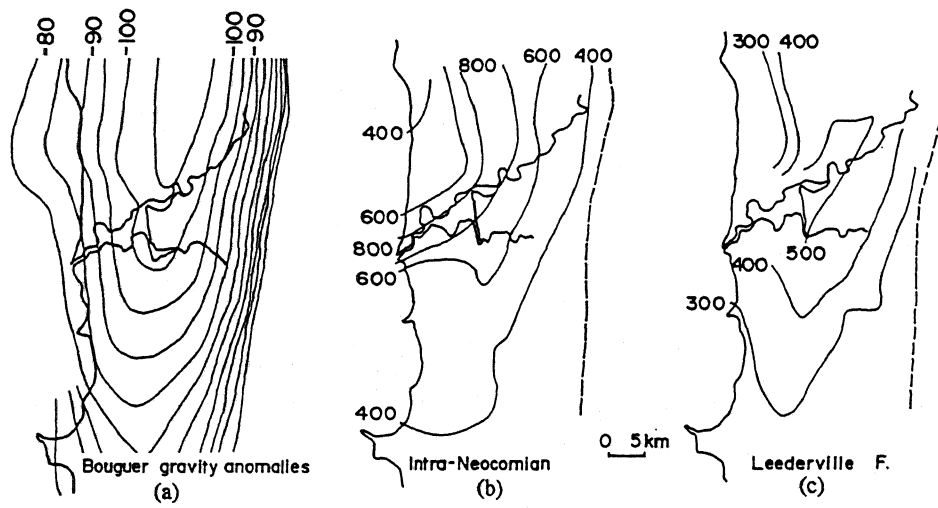 -80
-90
-100
-100
-90
Bouguer gravity anomalies
(a)
800
600
400
400
600
800
600
400
Intra-Neocomian
(b)
0 5km
300 400
500
400
300
Leederville F.
(c)